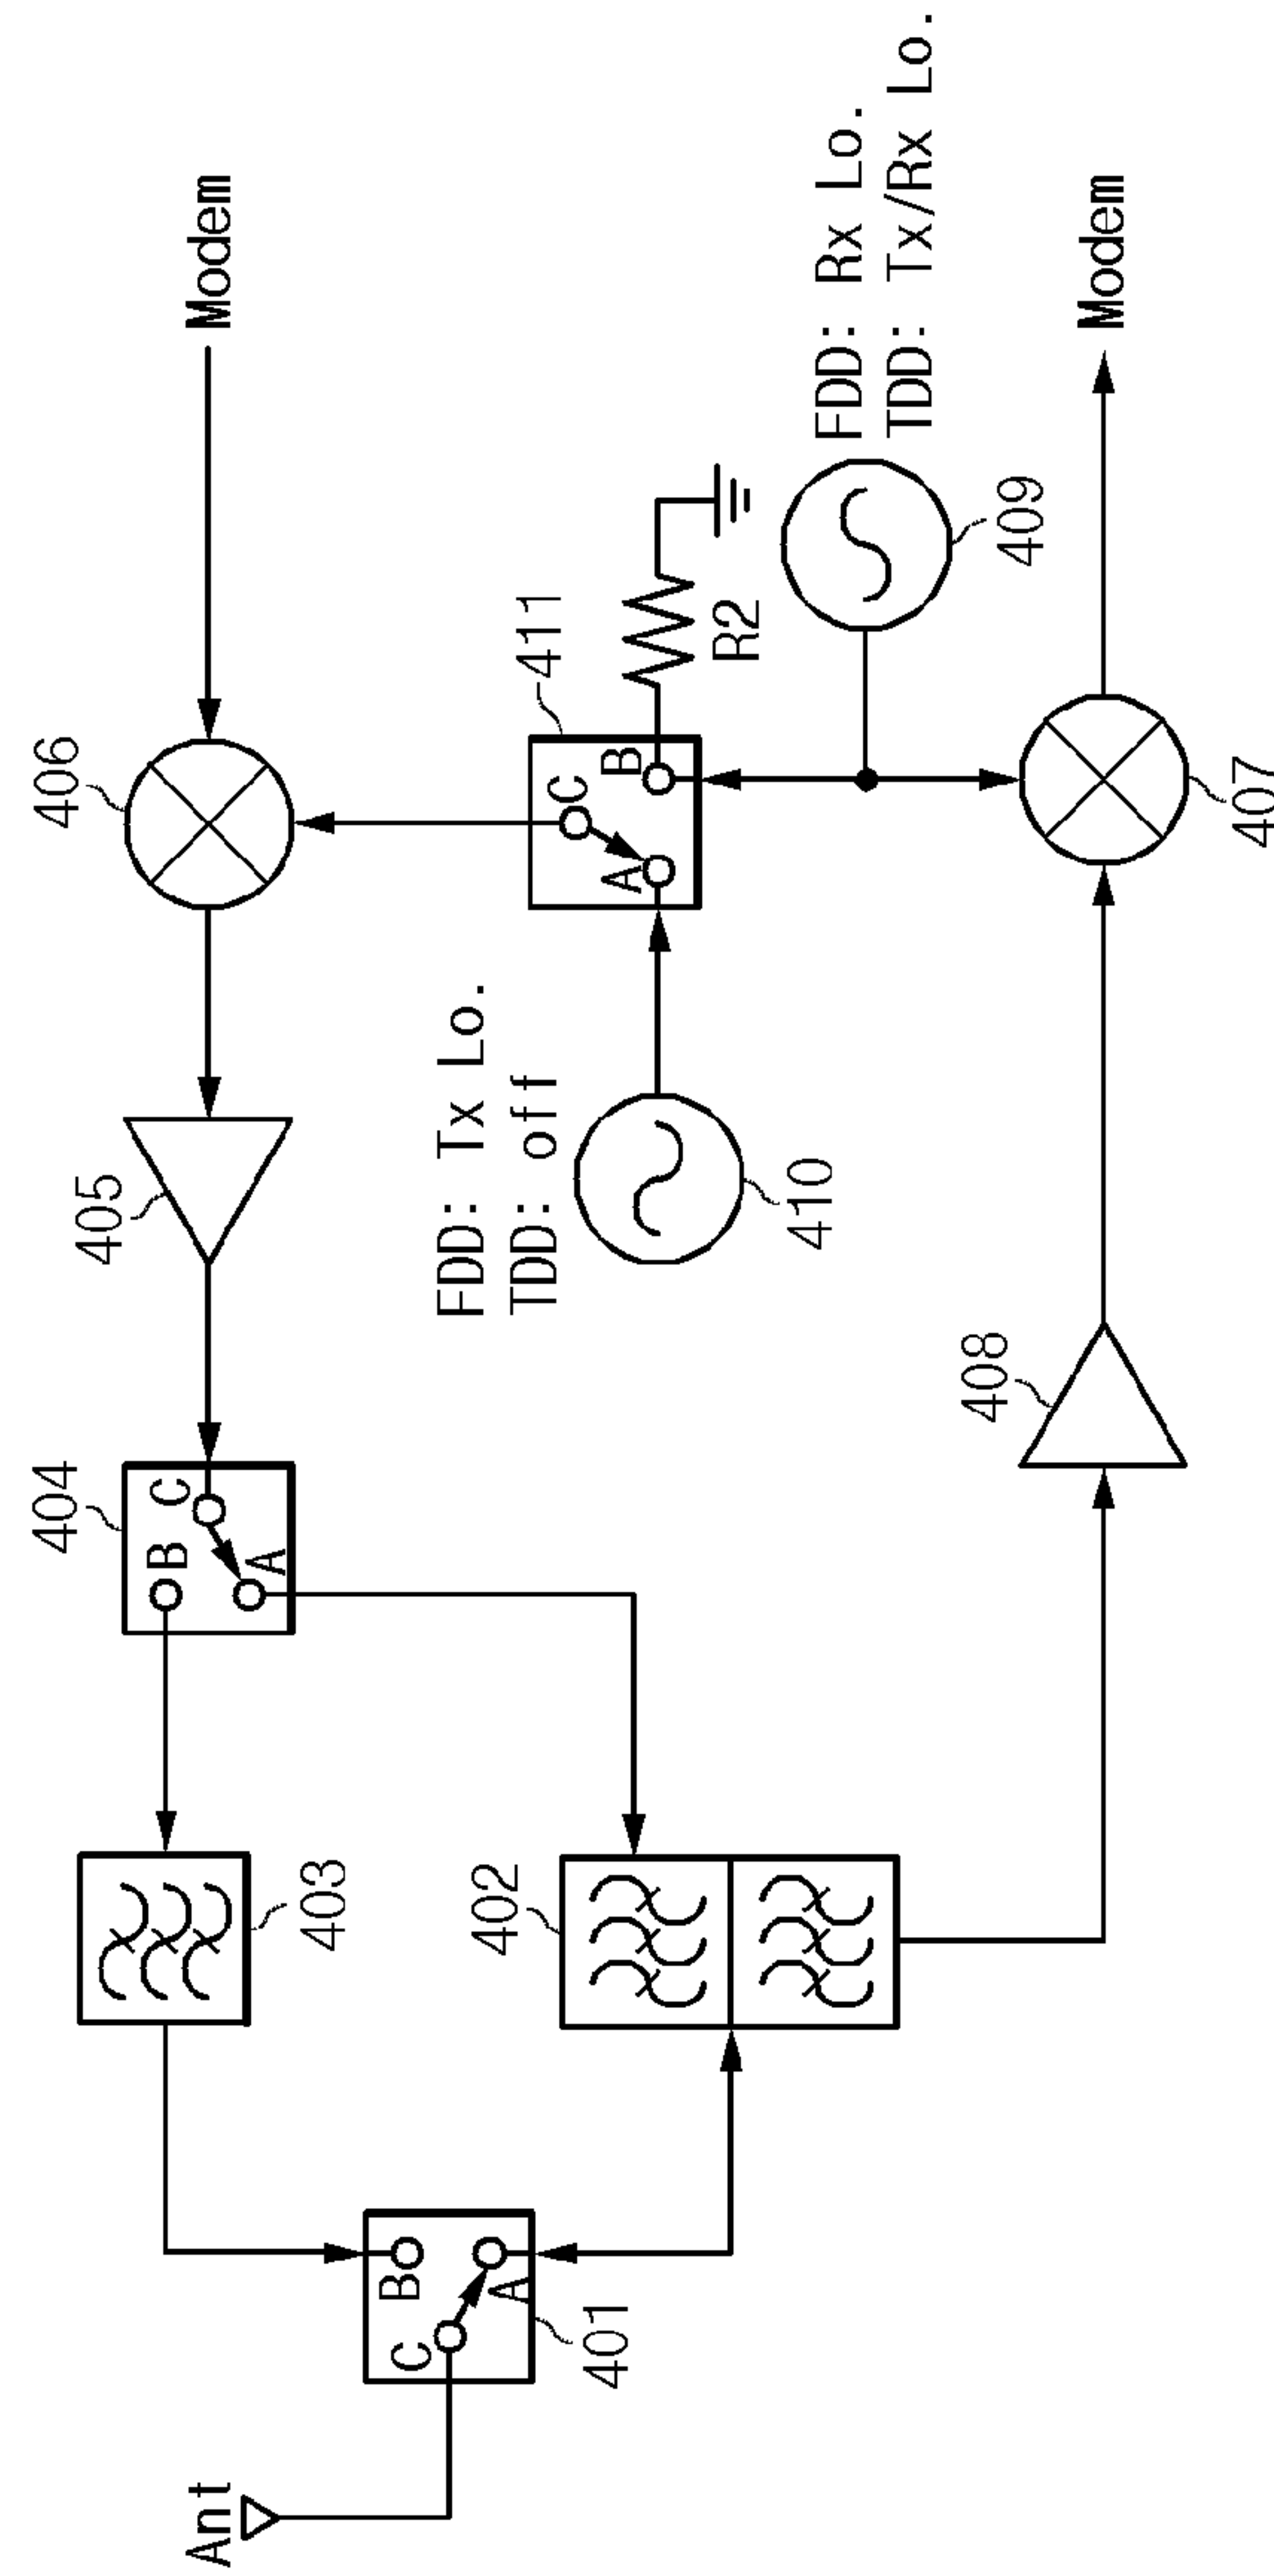 Ant
C
B
A
401
403
402
404
B
C
A
405
408
FDD: Tx Lo.
TDD: off
410
406
411
A
C
B
R2
407
409
FDD: Rx Lo.
TDD: Tx/Rx Lo.
Modem
Modem